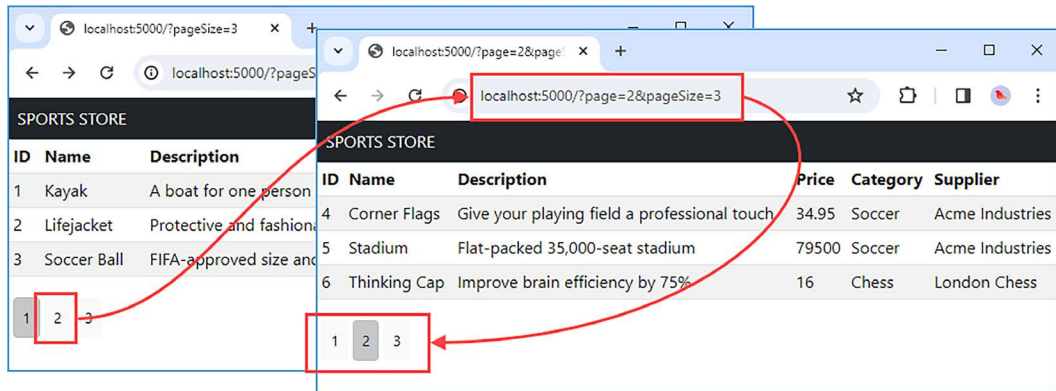 localhost:5000/?pageSize=3
localhost:5000/?pageS
SPORTS STORE
ID Name Description
1 Kayak A boat for one person
2 Lifejacket Protective and fashiona
3 Soccer Ball FIFA-approved size and
1 2 3
localhost:5000/?page=2&pageS
localhost:5000/?page=2&pageSize=3
SPORTS STORE
ID Name Description Price Category Supplier
4 Corner Flags Give your playing field a professional touch 34.95 Soccer Acme Industries
5 Stadium Flat-packed 35,000-seat stadium 79500 Soccer Acme Industries
6 Thinking Cap Improve brain efficiency by 75% 16 Chess London Chess
1 2 3